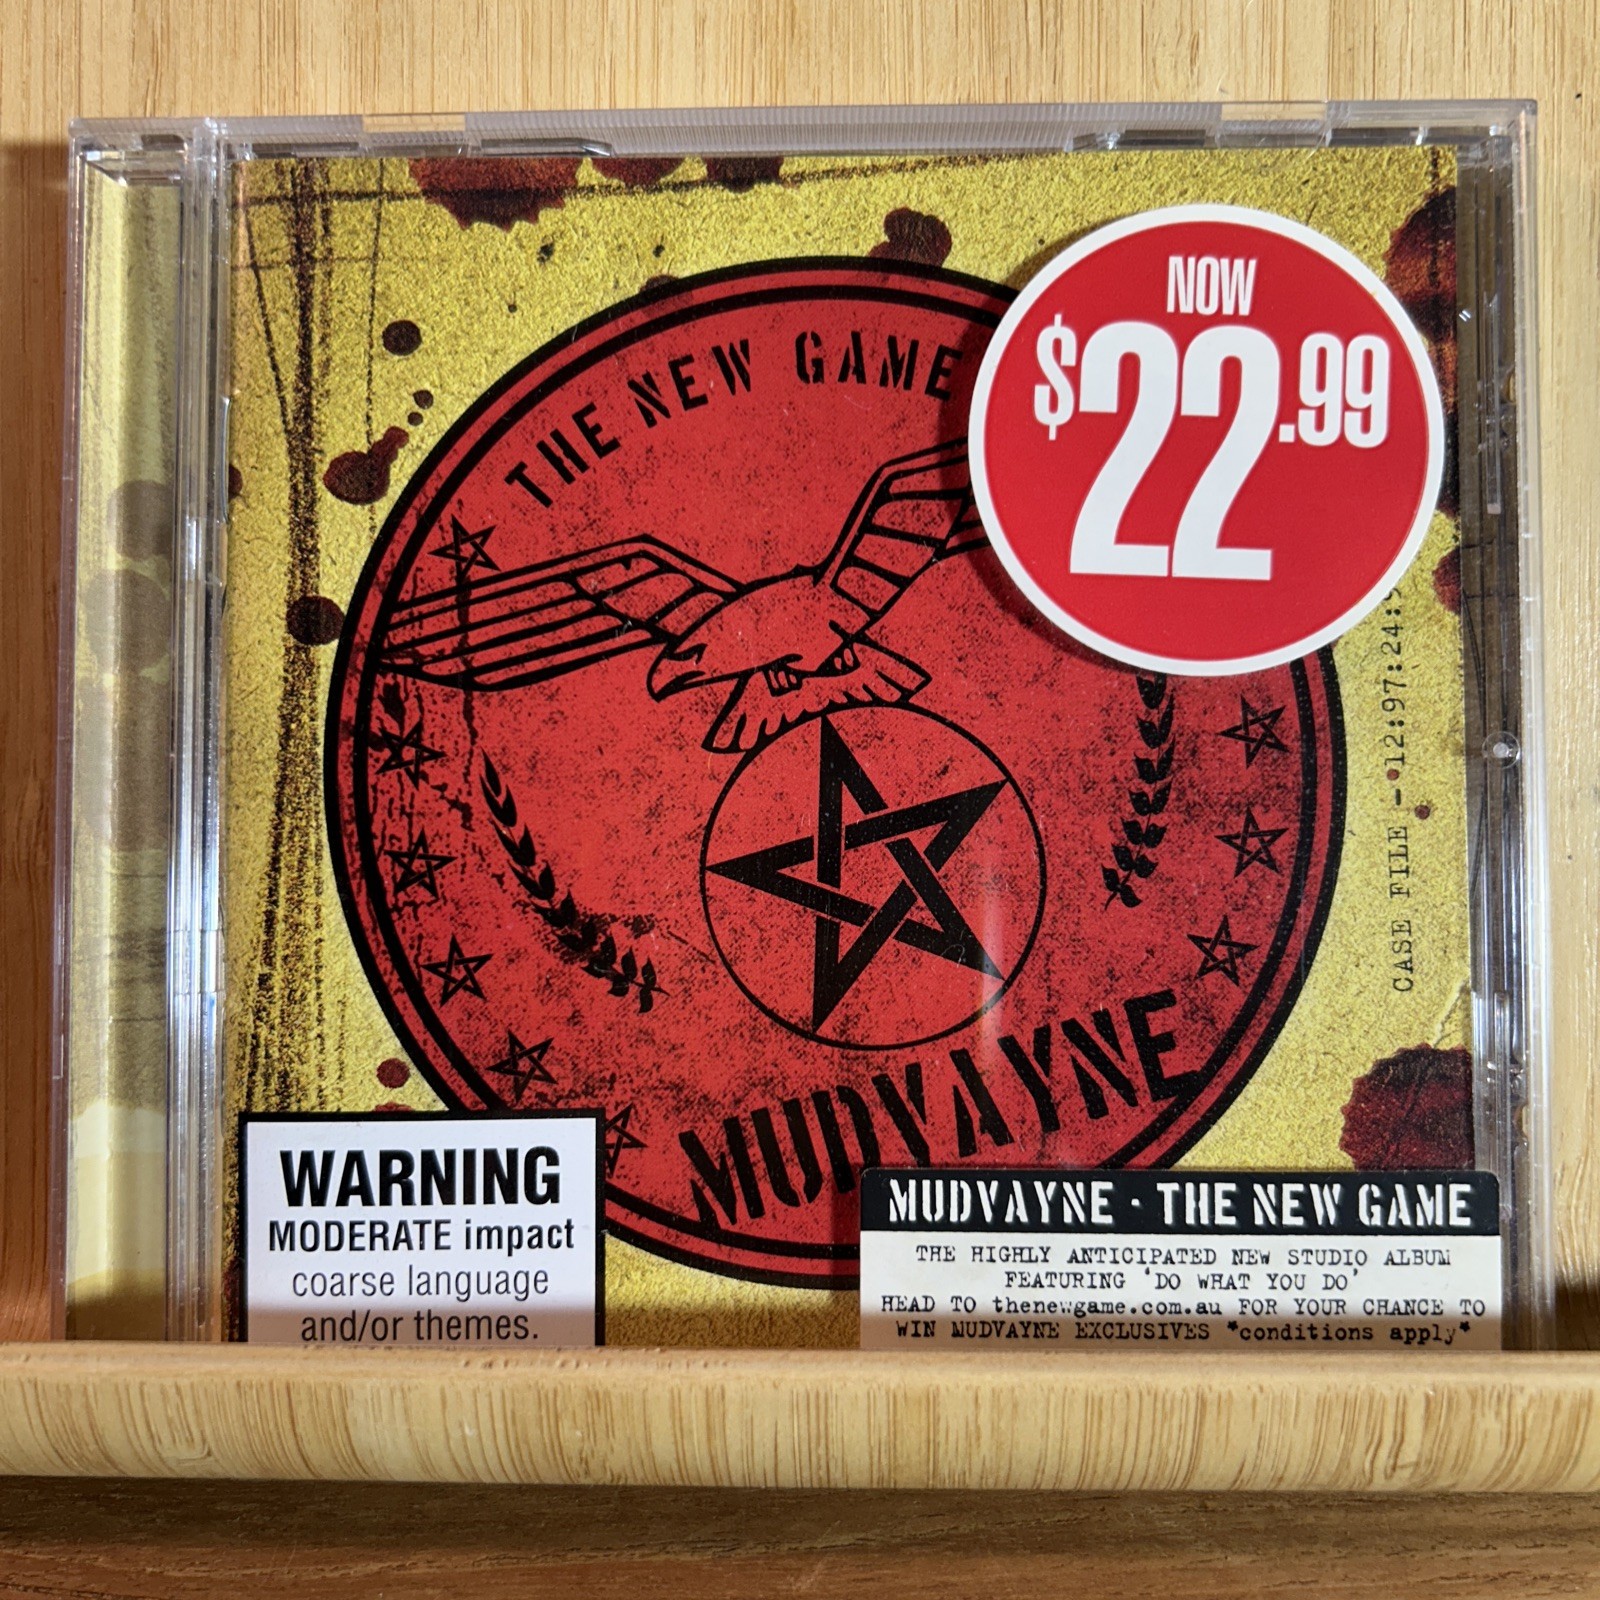 THE NEW GAME
NOW
$22.99
CASE FILE - 12:97:24:9
MUDVAYNE
WARNING
MODERATE impact
coarse language
and/or themes.
MUDVAYNE · THE NEW GAME
THE HIGHLY ANTICIPATED NEW STUDIO ALBUM
FEATURING 'DO WHAT YOU DO'
HEAD TO thenewgame.com.au FOR YOUR CHANCE TO
WIN MUDVAYNE EXCLUSIVES *conditions apply*